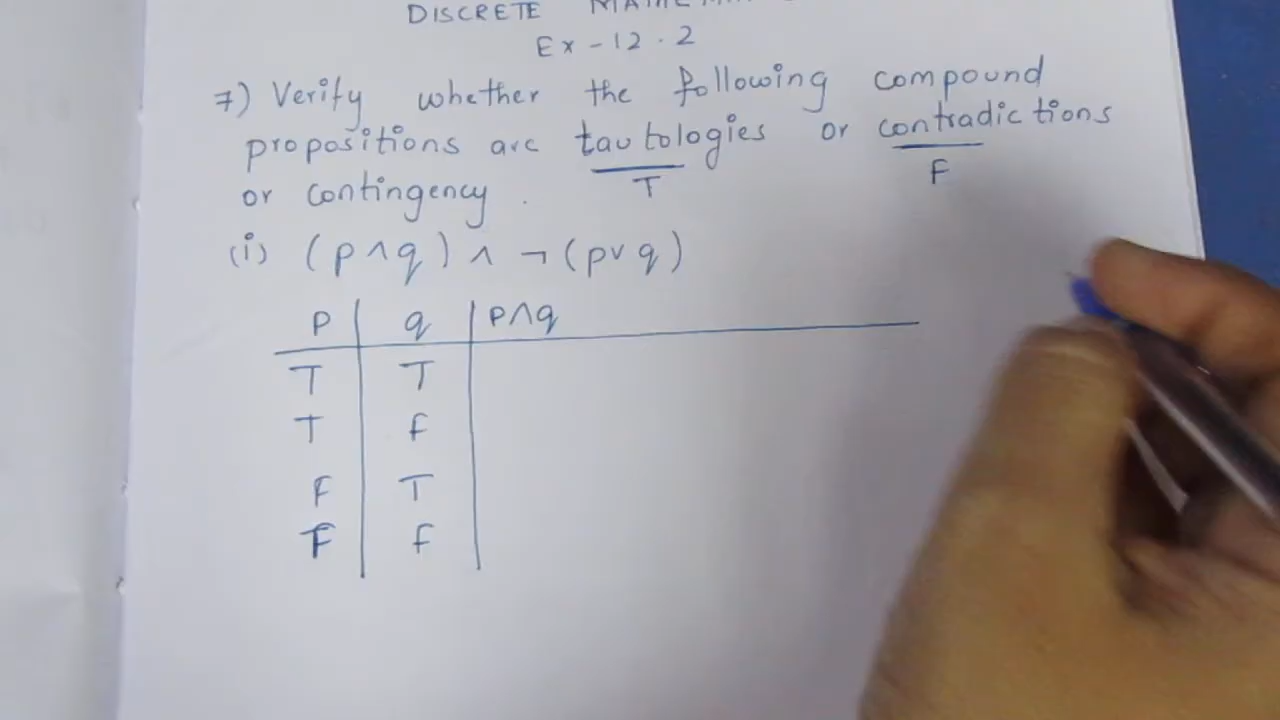 DISCRETE
Ex - 12.2
7) Verify whether the following compound
propositions are tautologies or contradictions
T F
or contingency.
(i) (p ∧ q) ∧ ¬ (p ∨ q)
P q P∧q
T T
T F
F T
F F